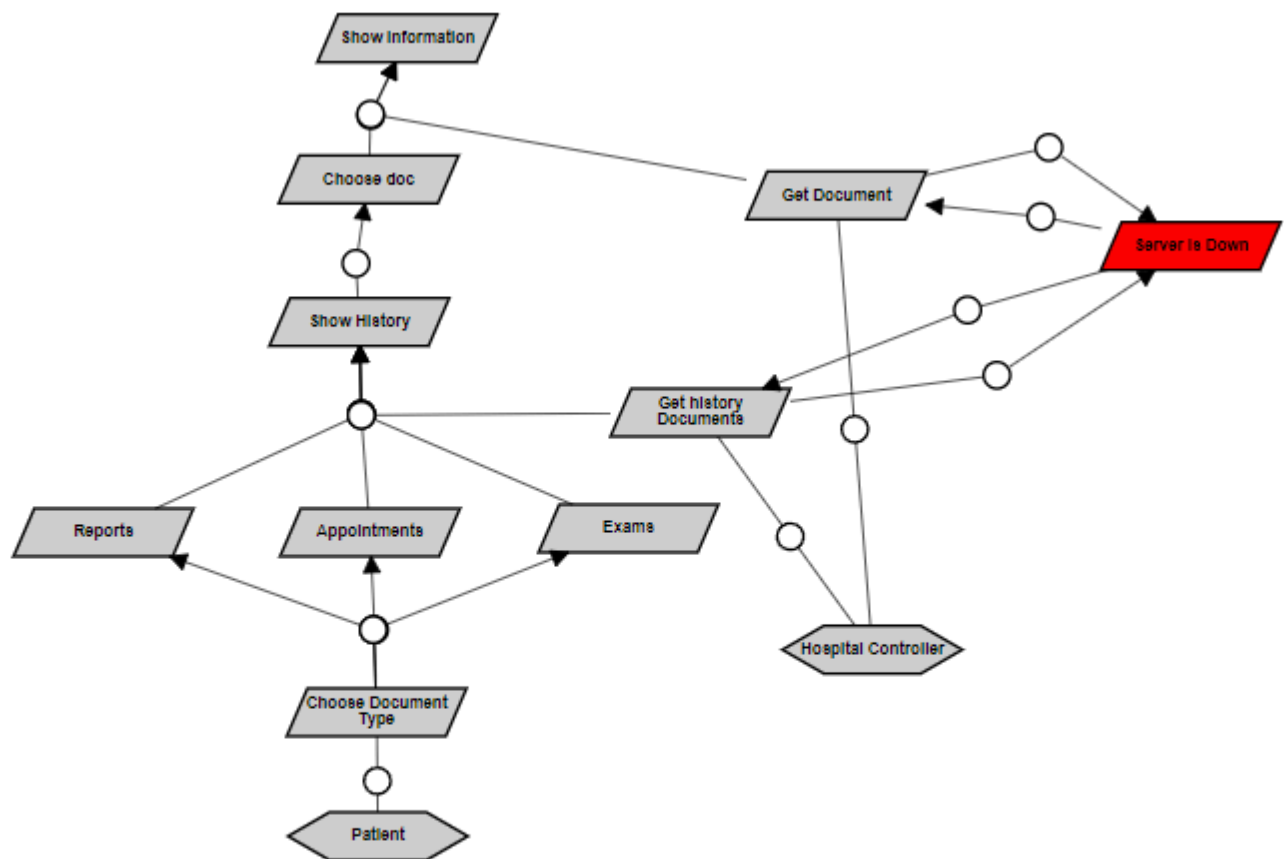 Show Information
Choose doc
Get Document
Server is Down
Show History
Get history
Documents
Reports
Appointments
Exams
Hospital Controller
Choose Document
Type
Patient